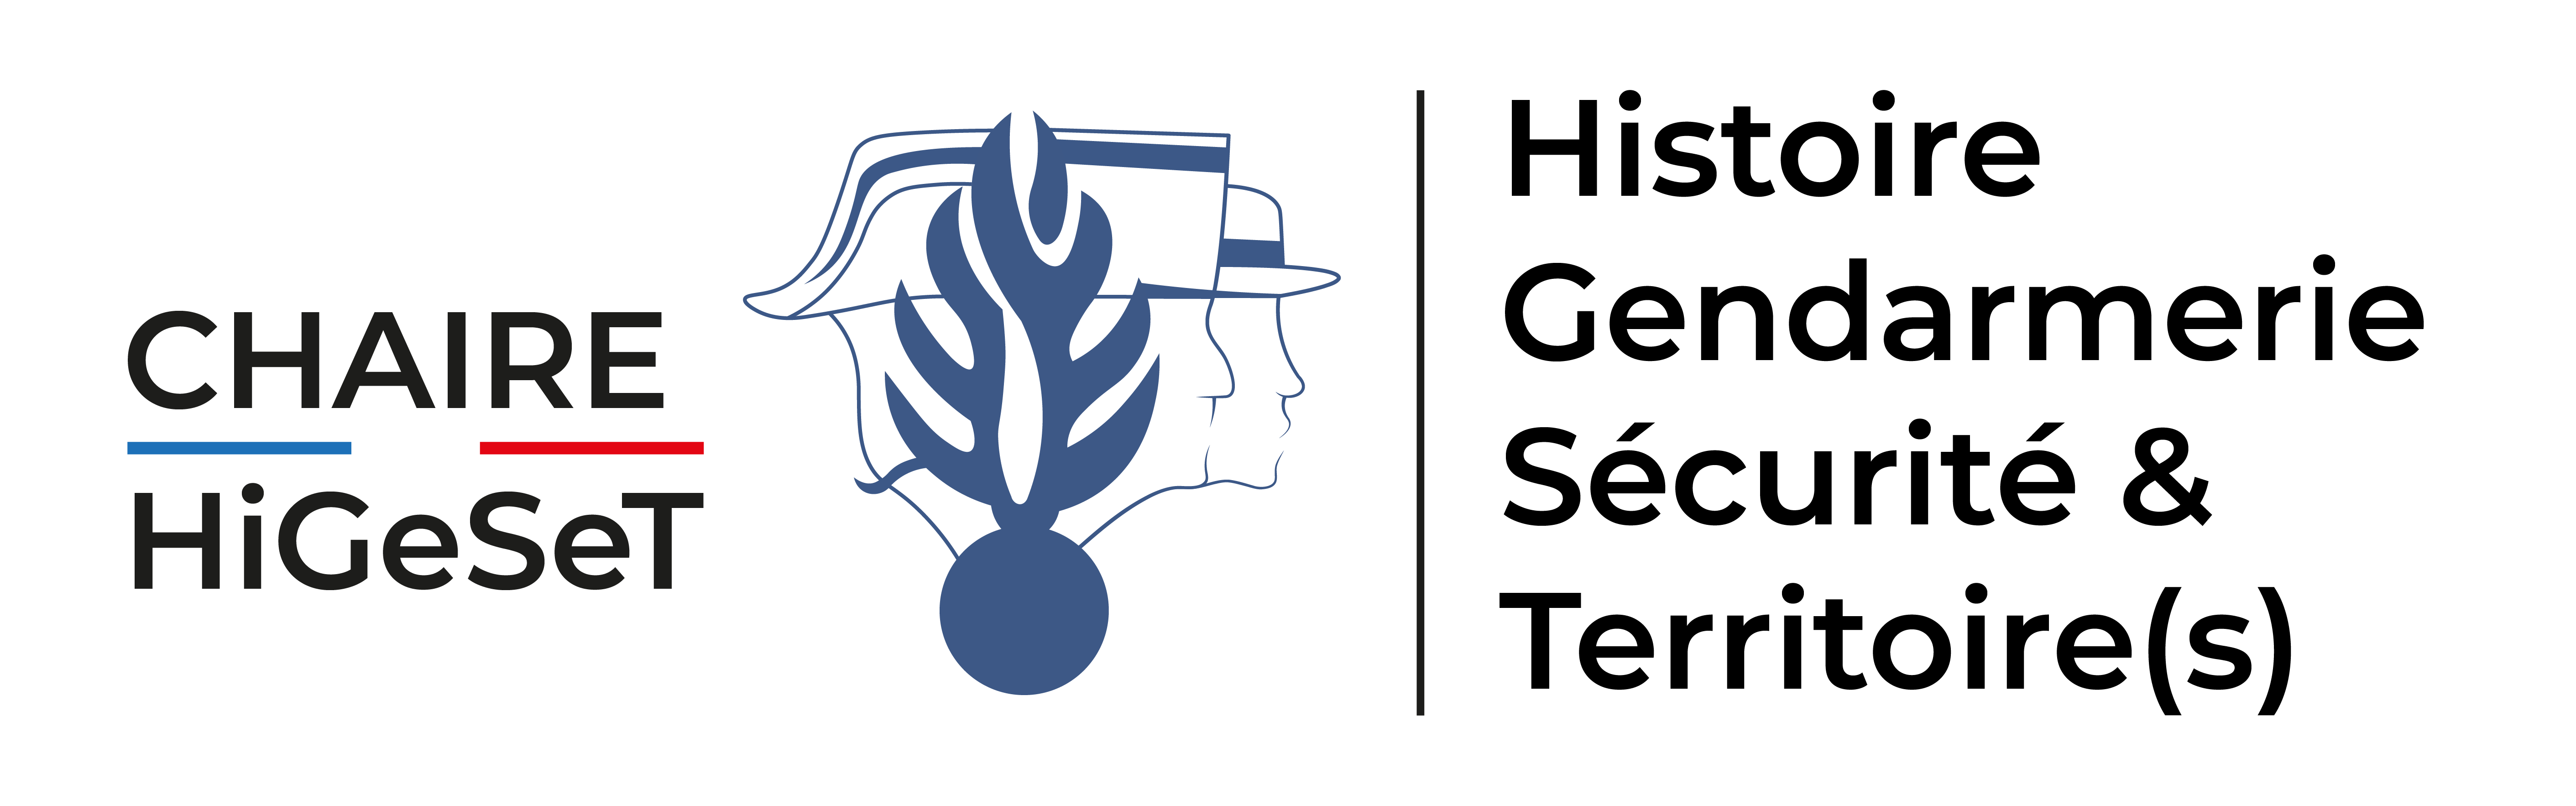 CHAIRE
HiGeSeT
Histoire
Gendarmerie
Sécurité &
Territoire(s)